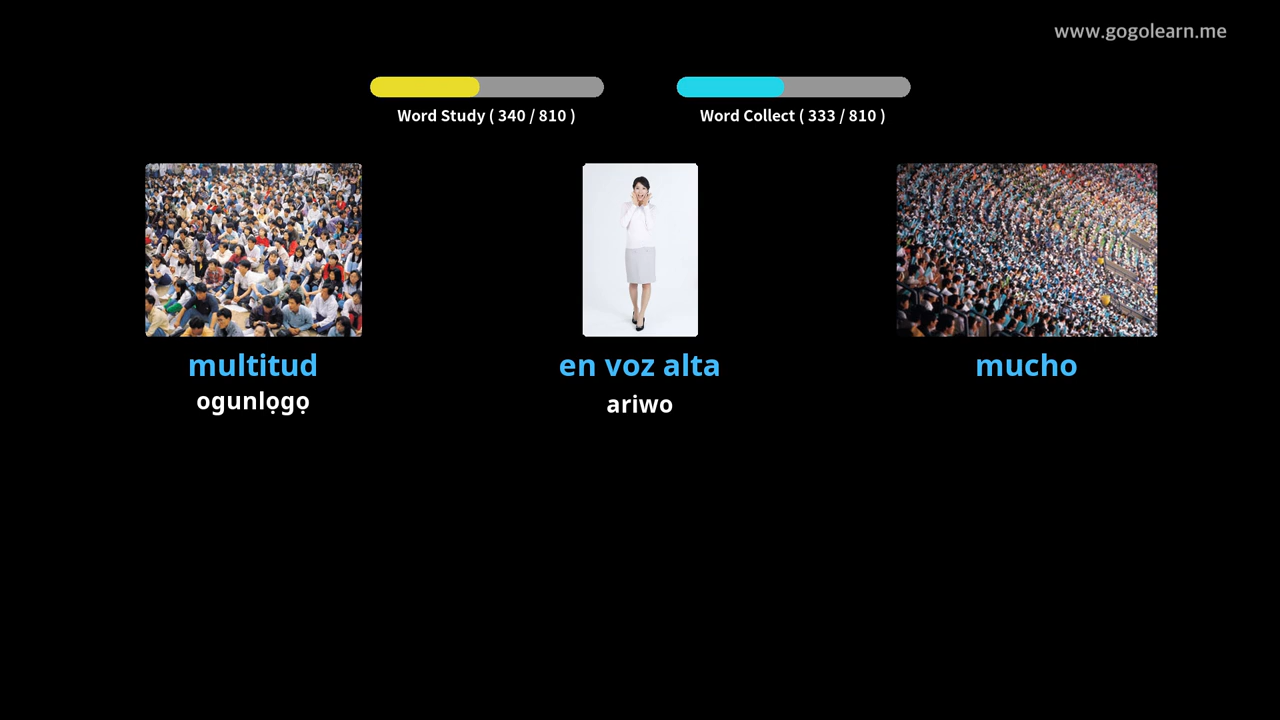 www.gogolearn.me
Word Study ( 340 / 810 )
Word Collect ( 333 / 810 )
multitud
ogunlọgọ
en voz alta
ariwo
mucho